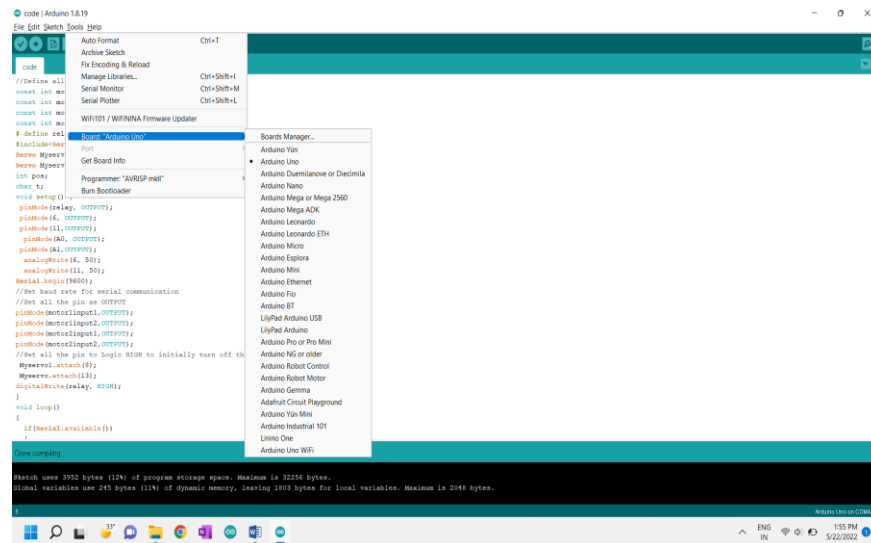 code | Arduino 1.8.19
File Edit Sketch Tools Help
code
Auto Format Ctrl+T
Archive Sketch
Fix Encoding & Reload
Manage Libraries... Ctrl+Shift+I
Serial Monitor Ctrl+Shift+M
Serial Plotter Ctrl+Shift+L
WiFi101 / WiFiNINA Firmware Updater
Board: "Arduino Uno"
Port
Get Board Info
Programmer: "AVRISP mkII"
Burn Bootloader
Boards Manager...
Arduino Yún
Arduino Uno
Arduino Duemilanove or Diecimila
Arduino Nano
Arduino Mega or Mega 2560
Arduino Mega ADK
Arduino Leonardo
Arduino Leonardo ETH
Arduino Micro
Arduino Esplora
Arduino Mini
Arduino Ethernet
Arduino Fio
Arduino BT
LilyPad Arduino USB
LilyPad Arduino
Arduino Pro or Pro Mini
Arduino NG or older
Arduino Robot Control
Arduino Robot Motor
Arduino Gemma
Adafruit Circuit Playground
Arduino Yún Mini
Arduino Industrial 101
Linino One
Arduino Uno WiFi
//Define all
const int mo
const int mo
const int mo
const int mo
# define rel
#include<Ser
Servo Myserv
Servo Myserv
int pos;
char t;
void setup() {
pinMode(relay, OUTPUT);
pinMode(6, OUTPUT);
pinMode(11,OUTPUT);
pinMode(A0, OUTPUT);
pinMode(A1,OUTPUT);
analogWrite(6, 50);
analogWrite(11, 50);
Serial.begin(9600);
//Set baud rate for serial communication
//Set all the pin as OUTPUT
pinMode(motor1input1,OUTPUT);
pinMode(motor1input2,OUTPUT);
pinMode(motor2input1,OUTPUT);
pinMode(motor2input2,OUTPUT);
//Set all the pin to Logic HIGH to initially turn off th
Myservo1.attach(8);
Myservo.attach(13);
digitalWrite(relay, HIGH);
}
void loop()
{
if(Serial.available())
Done compiling.
Sketch uses 3952 bytes (12%) of program storage space. Maximum is 32256 bytes.
Global variables use 245 bytes (11%) of dynamic memory, leaving 1803 bytes for local variables. Maximum is 2048 bytes.
1 Arduino Uno on COM4
33°
ENG
IN
1:55 PM
5/22/2022